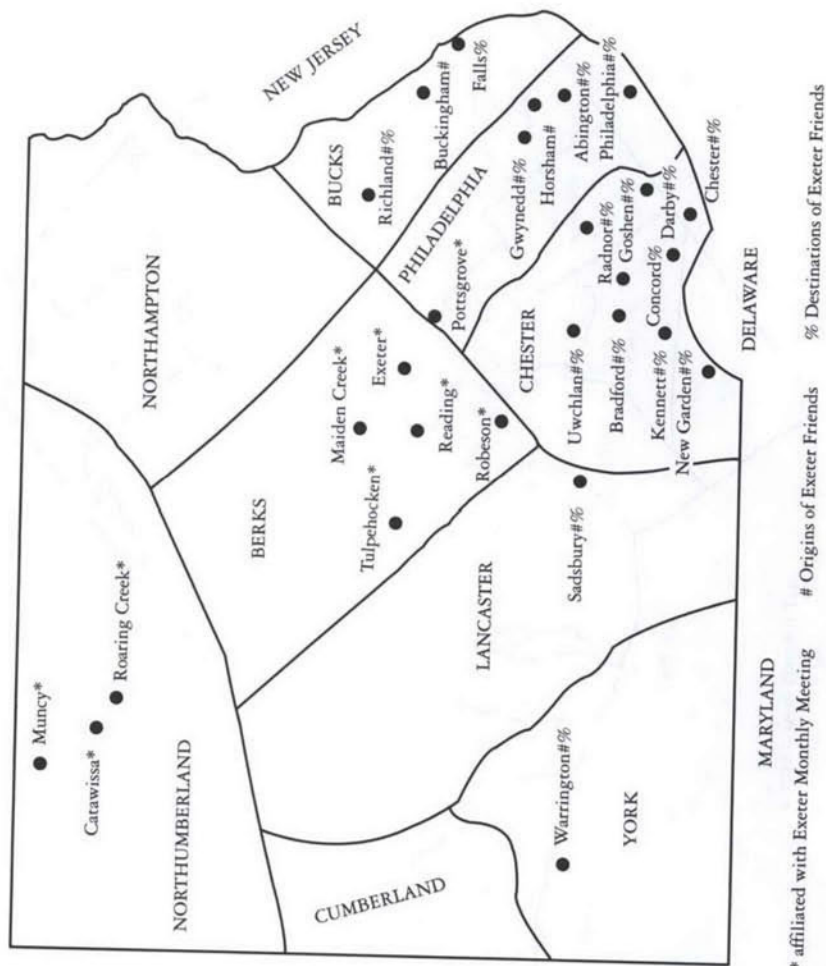 NEW JERSEY
NORTHAMPTON
BUCKS
Richland#%
Buckingham#
Falls%
PHILADELPHIA
Gwynedd#%
Horsham#
Abington#%
Philadelphia#%
Pottsgrove*
Muncy*
Catawissa*
Roaring Creek*
NORTHUMBERLAND
BERKS
Maiden Creek*
Exeter*
Tulpehocken*
Reading*
Robeson*
CHESTER
Uwchlan#%
Bradford#%
Kennett#%
New Garden#%
Radnor#%
Goshen#%
Concord%
Darby#%
Chester#%
LANCASTER
Sadsbury#%
CUMBERLAND
Warrington#%
YORK
MARYLAND
DELAWARE
* affiliated with Exeter Monthly Meeting
# Origins of Exeter Friends
% Destinations of Exeter Friends